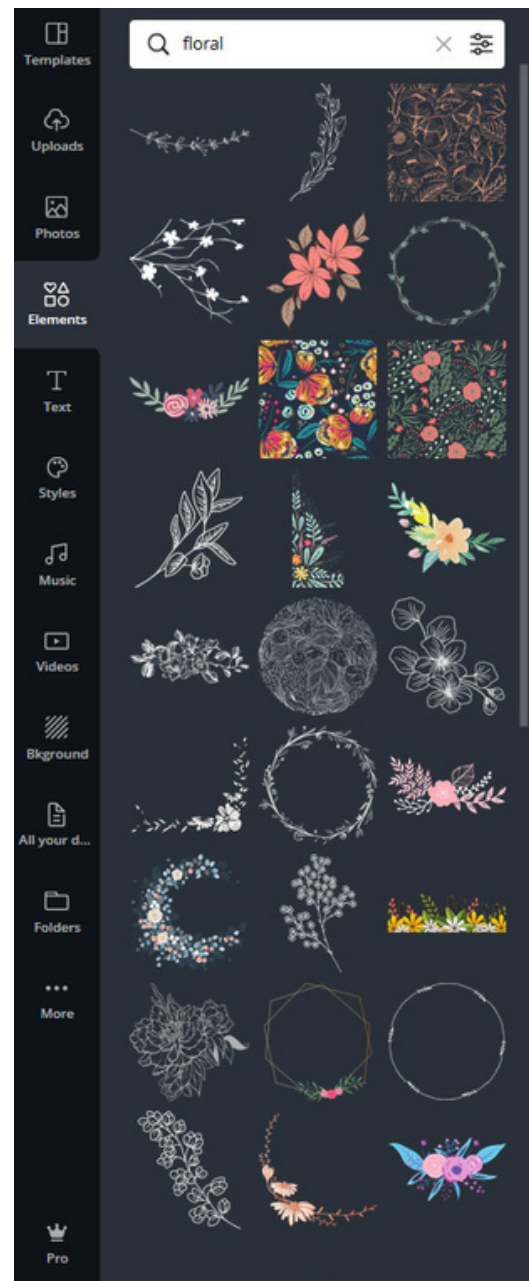 floral
Templates
Uploads
Photos
Elements
Text
Styles
Music
Videos
Bkground
All your d...
Folders
More
Pro